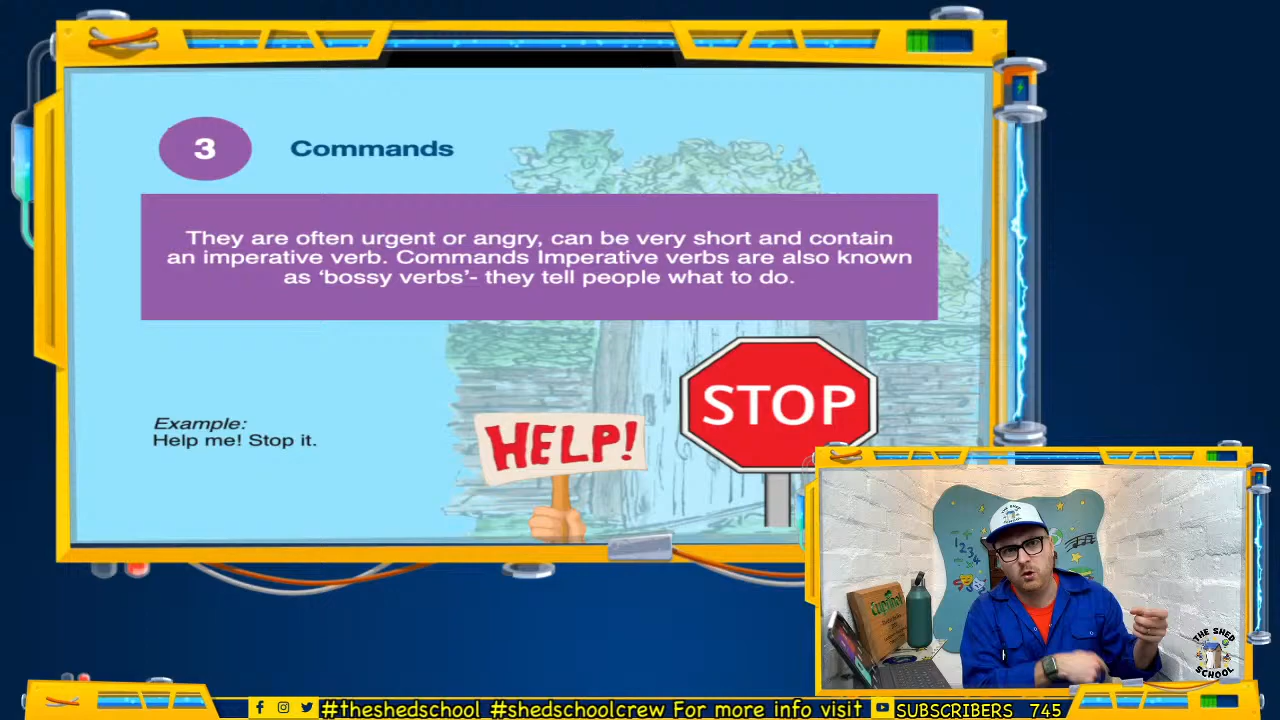 3
Commands
They are often urgent or angry, can be very short and contain
an imperative verb. Commands Imperative verbs are also known
as ‘bossy verbs’- they tell people what to do.
Example:
Help me! Stop it.
HELP!
STOP
THE SHED
SCHOOL
#theshedschool #shedschoolcrew For more info visit
SUBSCRIBERS 745